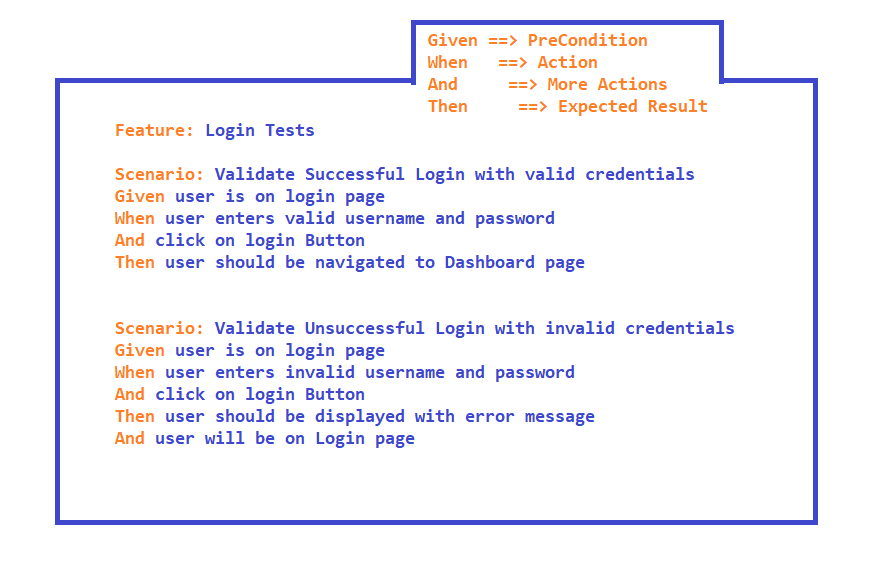 Given ==> PreCondition
When ==> Action
And ==> More Actions
Then ==> Expected Result
Feature: Login Tests
Scenario: Validate Successful Login with valid credentials
Given user is on login page
When user enters valid username and password
And click on login Button
Then user should be navigated to Dashboard page
Scenario: Validate Unsuccessful Login with invalid credentials
Given user is on login page
When user enters invalid username and password
And click on login Button
Then user should be displayed with error message
And user will be on Login page